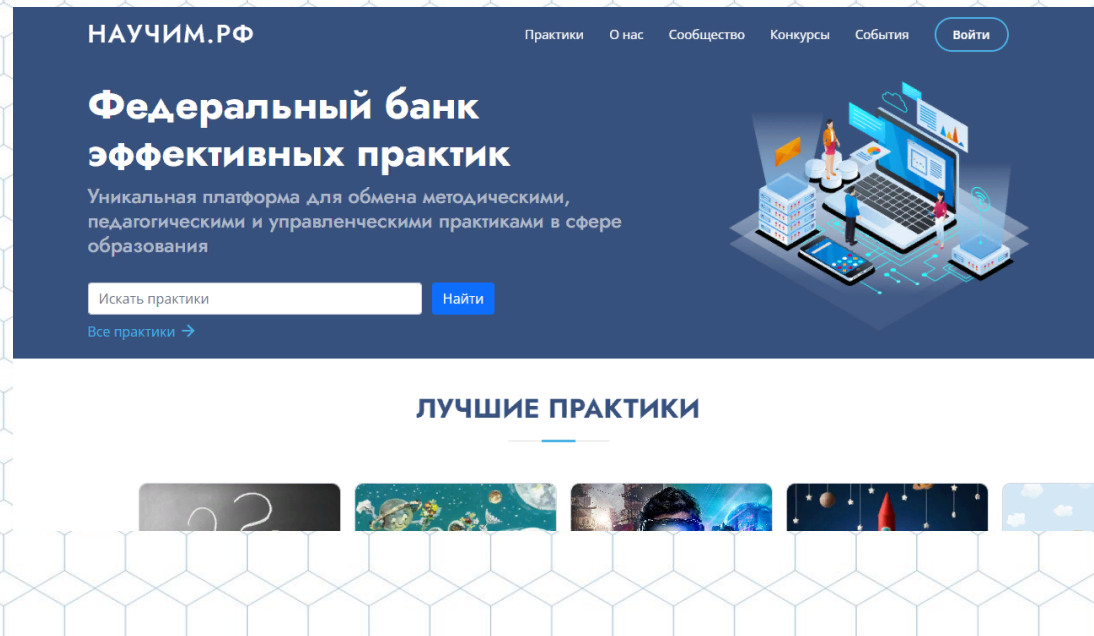 НАУЧИМ.РФ
Практики О нас Сообщество Конкурсы События Войти
Федеральный банк
эффективных практик
Уникальная платформа для обмена методическими,
педагогическими и управленческими практиками в сфере
образования
Искать практики Найти
Все практики →
ЛУЧШИЕ ПРАКТИКИ